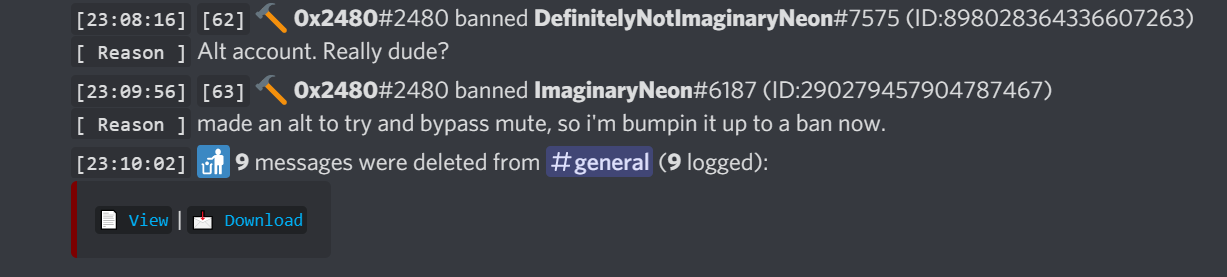 [23:08:16] [62] 🔨 0x2480#2480 banned DefinitelyNotImaginaryNeon#7575 (ID:898028364336607263)
[ Reason ] Alt account. Really dude?
[23:09:56] [63] 🔨 0x2480#2480 banned ImaginaryNeon#6187 (ID:290279457904787467)
[ Reason ] made an alt to try and bypass mute, so i'm bumpin it up to a ban now.
[23:10:02] 🚮 9 messages were deleted from #general (9 logged):
📄 View | 📩 Download